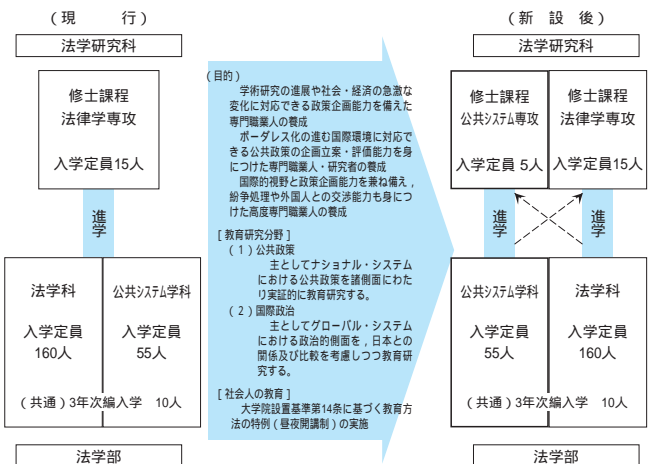 (現　　行)
法学研究科
修士課程
法律学専攻
入学定員15人
進学
法学科
入学定員
160人
公共システム学科
入学定員
55人
(共通)3年次編入学　10人
法学部
(目的)
学術研究の進展や社会・経済の急激な
変化に対応できる政策企画能力を備えた
専門職業人の養成
ボーダレス化の進む国際環境に対応で
きる公共政策の企画立案・評価能力を身
につけた専門職業人・研究者の養成
国際的視野と政策企画能力を兼ね備え，
紛争処理や外国人との交渉能力も身につ
けた高度専門職業人の養成
[教育研究分野]
(1)公共政策
主としてナショナル・システム
における公共政策を諸側面にわた
り実証的に教育研究する。
(2)国際政治
主としてグローバル・システム
における政治的側面を，日本との
関係及び比較を考慮しつつ教育研
究する。
[社会人の教育]
大学院設置基準第14条に基づく教育方
法の特例(昼夜開講制)の実施
(新　設　後)
法学研究科
修士課程
公共システム専攻
入学定員 5人
修士課程
法律学専攻
入学定員15人
進学
進学
公共システム学科
入学定員
55人
法学科
入学定員
160人
(共通)3年次編入学　10人
法学部